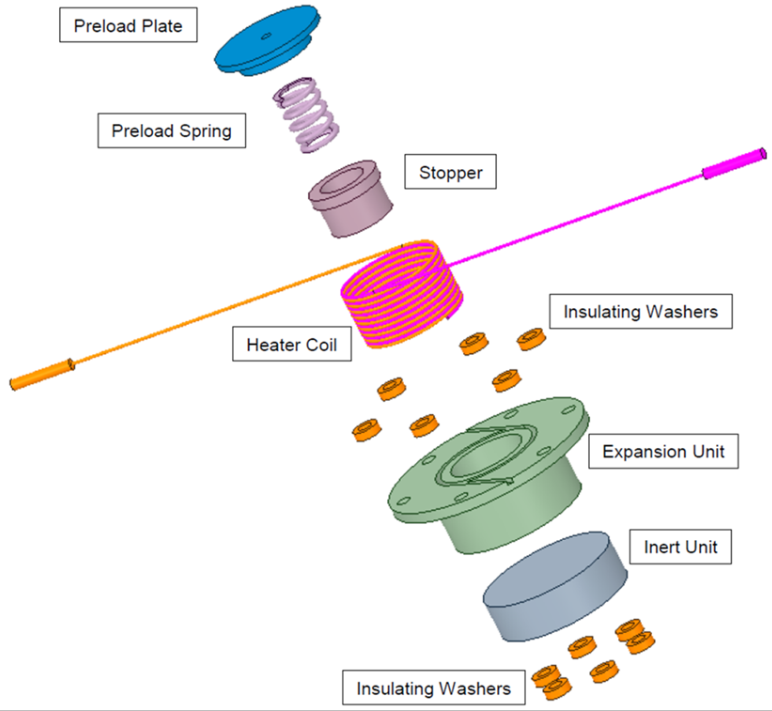 Preload Plate
Preload Spring
Stopper
Insulating Washers
Heater Coil
Expansion Unit
Inert Unit
Insulating Washers